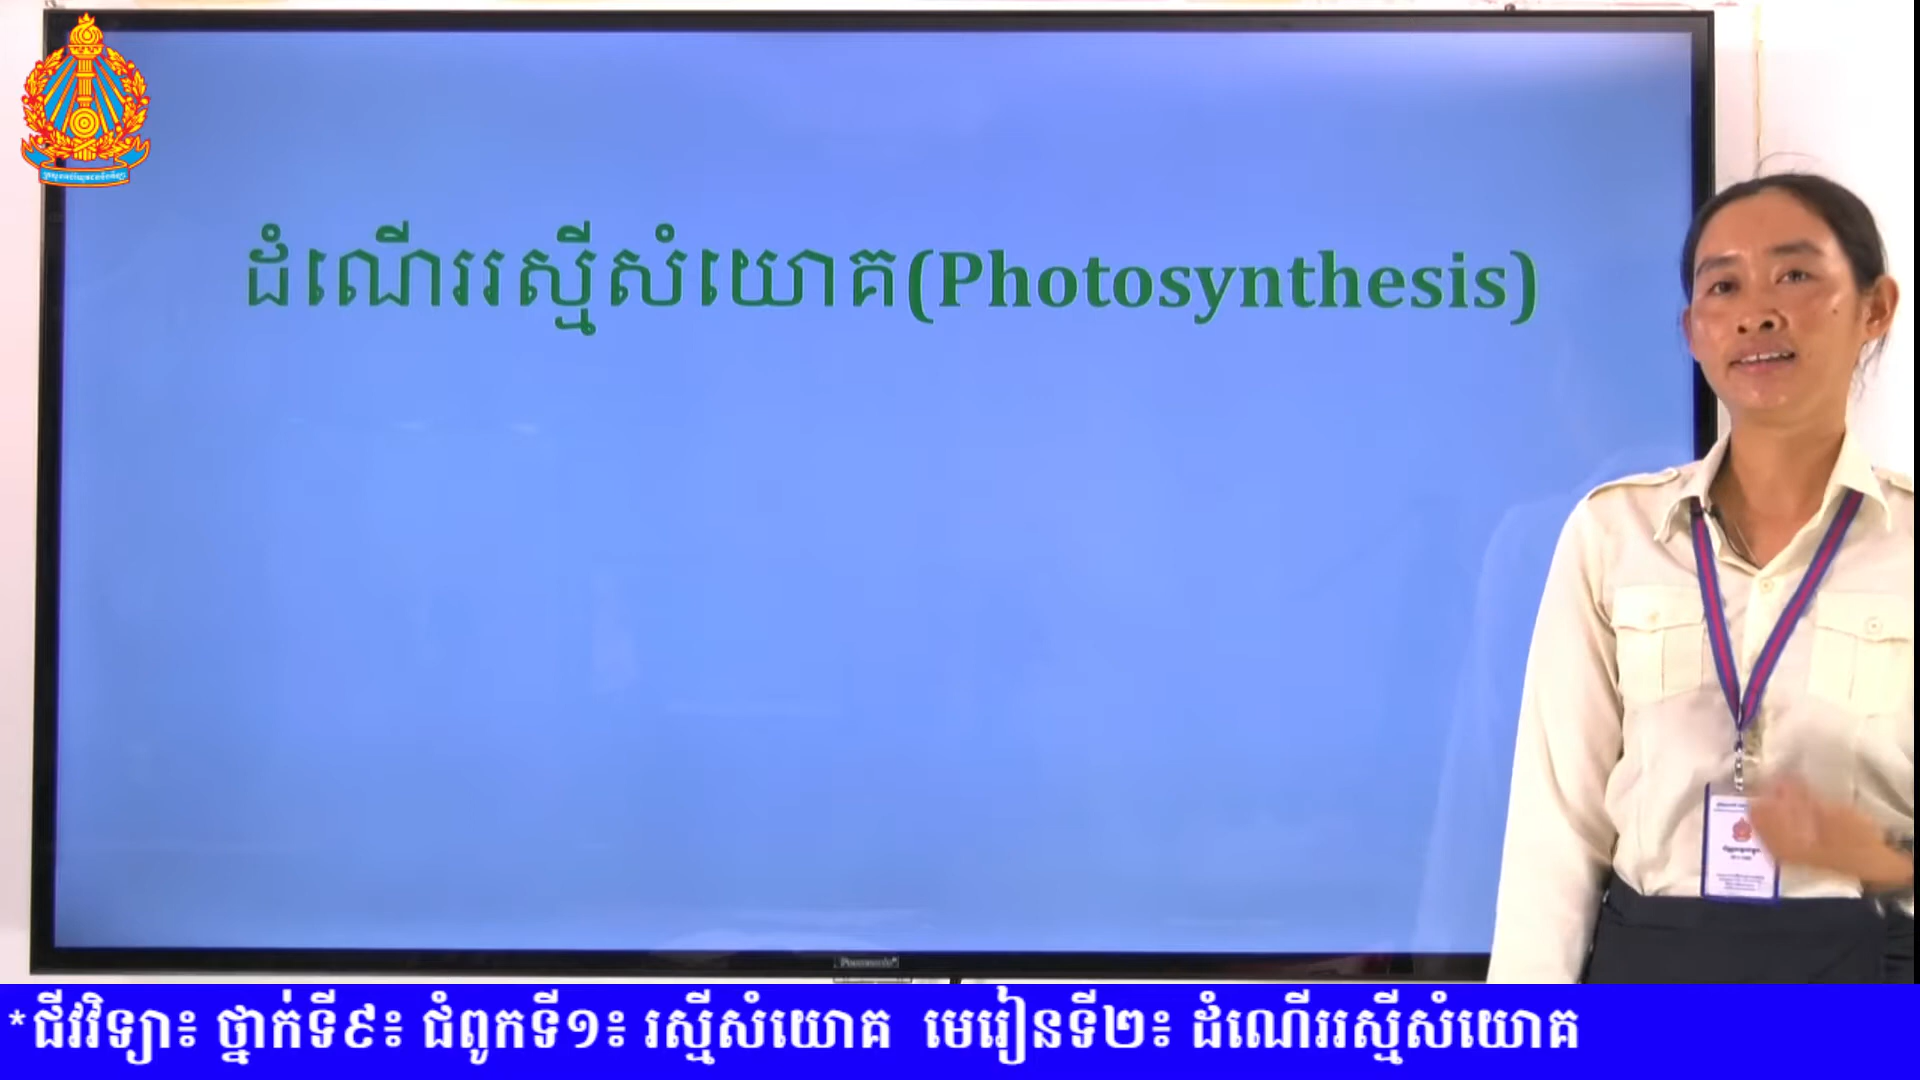 ដំណើររស្មីសំយោគ(Photosynthesis)
Panasonic
*ជីវវិទ្យា៖ ថ្នាក់ទី៩៖ ជំពូកទី១៖ រស្មីសំយោគ មេរៀនទី២៖ ដំណើររស្មីសំយោគ